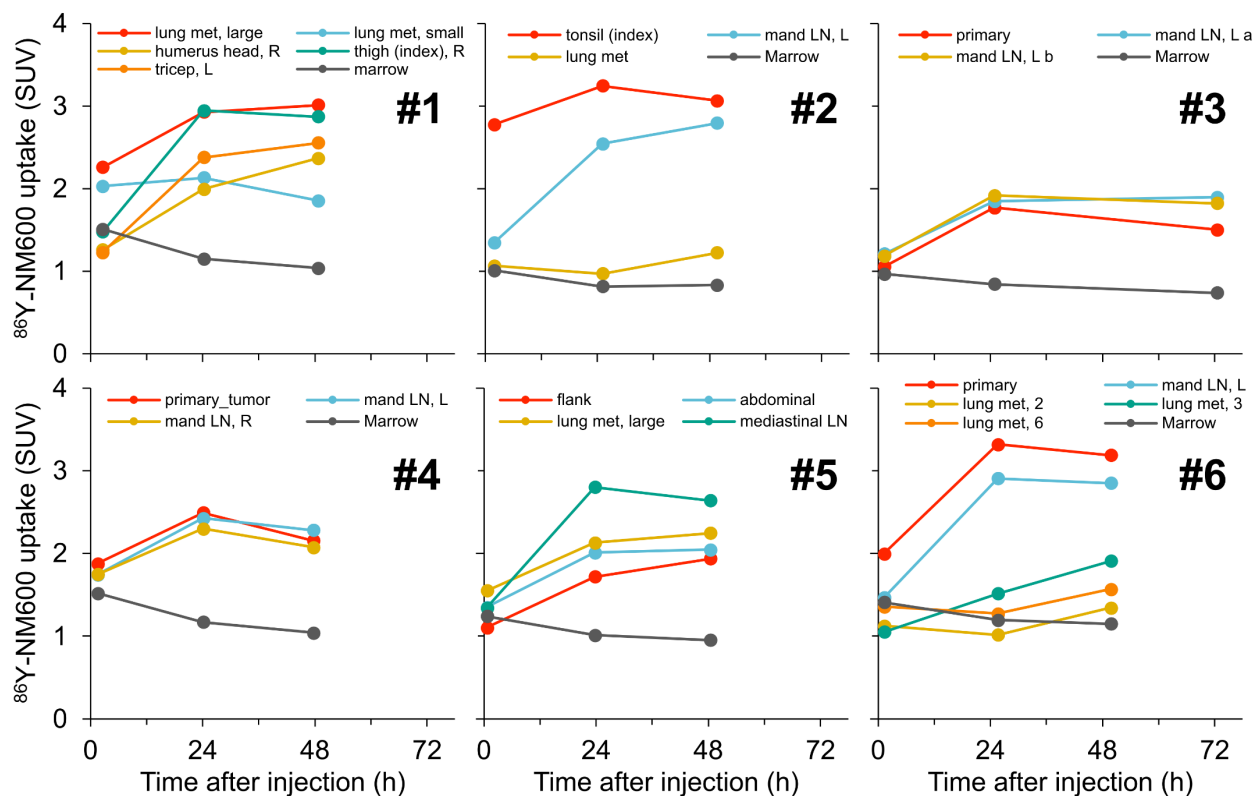 ⁸⁶Y-NM600 uptake (SUV)
4
3
2
1
0
lung met, large
lung met, small
humerus head, R
thigh (index), R
tricep, L
marrow
#1
0 24 48 72
tonsil (index)
mand LN, L
lung met
Marrow
#2
primary
mand LN, L a
mand LN, L b
Marrow
#3
⁸⁶Y-NM600 uptake (SUV)
4
3
2
1
0
primary_tumor
mand LN, L
mand LN, R
Marrow
#4
0 24 48 72
Time after injection (h)
flank
abdominal
lung met, large
mediastinal LN
#5
0 24 48 72
Time after injection (h)
primary
mand LN, L
lung met, 2
lung met, 3
lung met, 6
Marrow
#6
0 24 48 72
Time after injection (h)